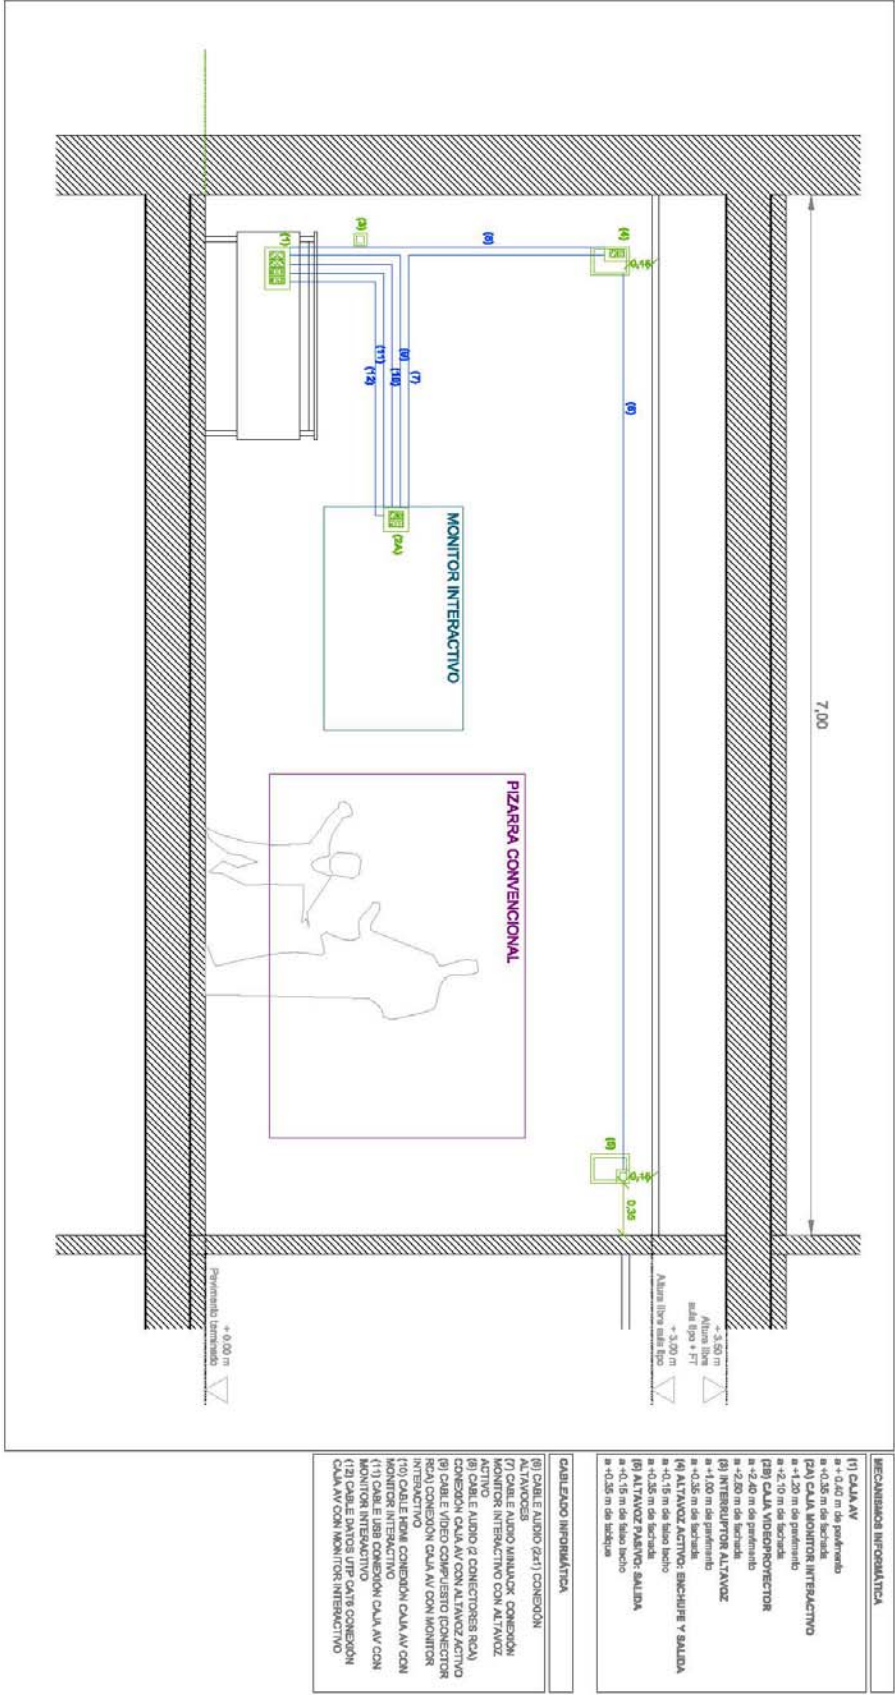 (1)
(3)
(8)
(4)
0,15
(6)
(7)
(9)
(10)
(11)
(12)
(2A)
MONITOR INTERACTIVO
PIZARRA CONVENCIONAL
7,00
(5)
0,15
0,35
+ 3.50 m
Altura libre
aula tipo + FT
+ 3.00 m
Altura libre aula tipo
+ 0.00 m
Pavimento terminado
MECANISMOS INFORMÁTICA
(1) CAJA AV
a +0,40 m de pavimento
a +0,35 m de fachada
(2A) CAJA MONITOR INTERACTIVO
a +1,20 m de pavimento
a +2,10 m de fachada
(2B) CAJA VIDEOPROYECTOR
a +2,40 m de pavimento
a +2,80 m de fachada
(3) INTERRUPTOR ALTAVOZ
a +1,00 m de pavimento
a +0,35 m de fachada
(4) ALTAVOZ ACTIVO: ENCHUFE Y SALIDA
a +0,15 m de falso techo
a +0,35 m de fachada
(5) ALTAVOZ PASIVO: SALIDA
a +0,15 m de falso techo
a +0,35 m de tabique
CABLEADO INFORMÁTICA
(6) CABLE AUDIO (2x1) CONEXIÓN
ALTAVOCES
(7) CABLE AUDIO MINIJACK CONEXIÓN
MONITOR INTERACTIVO CON ALTAVOZ
ACTIVO
(8) CABLE AUDIO (2 CONECTORES RCA)
CONEXIÓN CAJA AV CON ALTAVOZ ACTIVO
(9) CABLE VÍDEO COMPUESTO (CONECTOR
RCA) CONEXIÓN CAJA AV CON MONITOR
INTERACTIVO
(10) CABLE HDMI CONEXIÓN CAJA AV CON
MONITOR INTERACTIVO
(11) CABLE USB CONEXIÓN CAJA AV CON
MONITOR INTERACTIVO
(12) CABLE DATOS UTP CAT6 CONEXIÓN
CAJA AV CON MONITOR INTERACTIVO